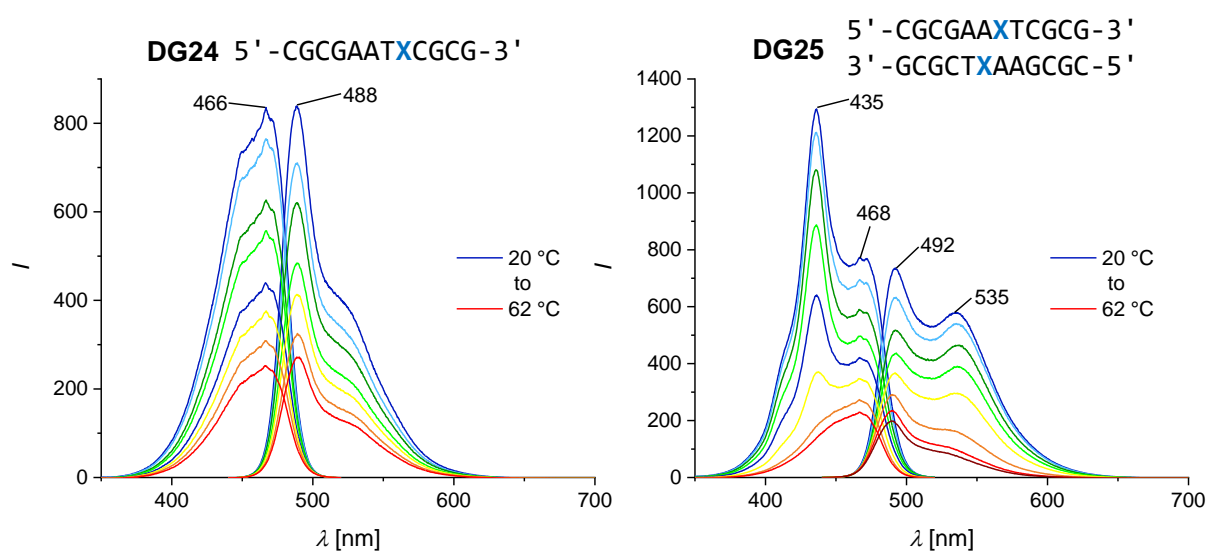 DG24 5'-CGCGAATXCGCG-3'
466
488
I
800
600
400
200
0
20 °C
to
62 °C
400
500
600
700
λ [nm]
DG25
5'-CGCGAAXTCGCG-3'
3'-GCGCTXAAGCGC-5'
435
468
492
535
I
1400
1200
1000
800
600
400
200
0
20 °C
to
62 °C
400
500
600
700
λ [nm]